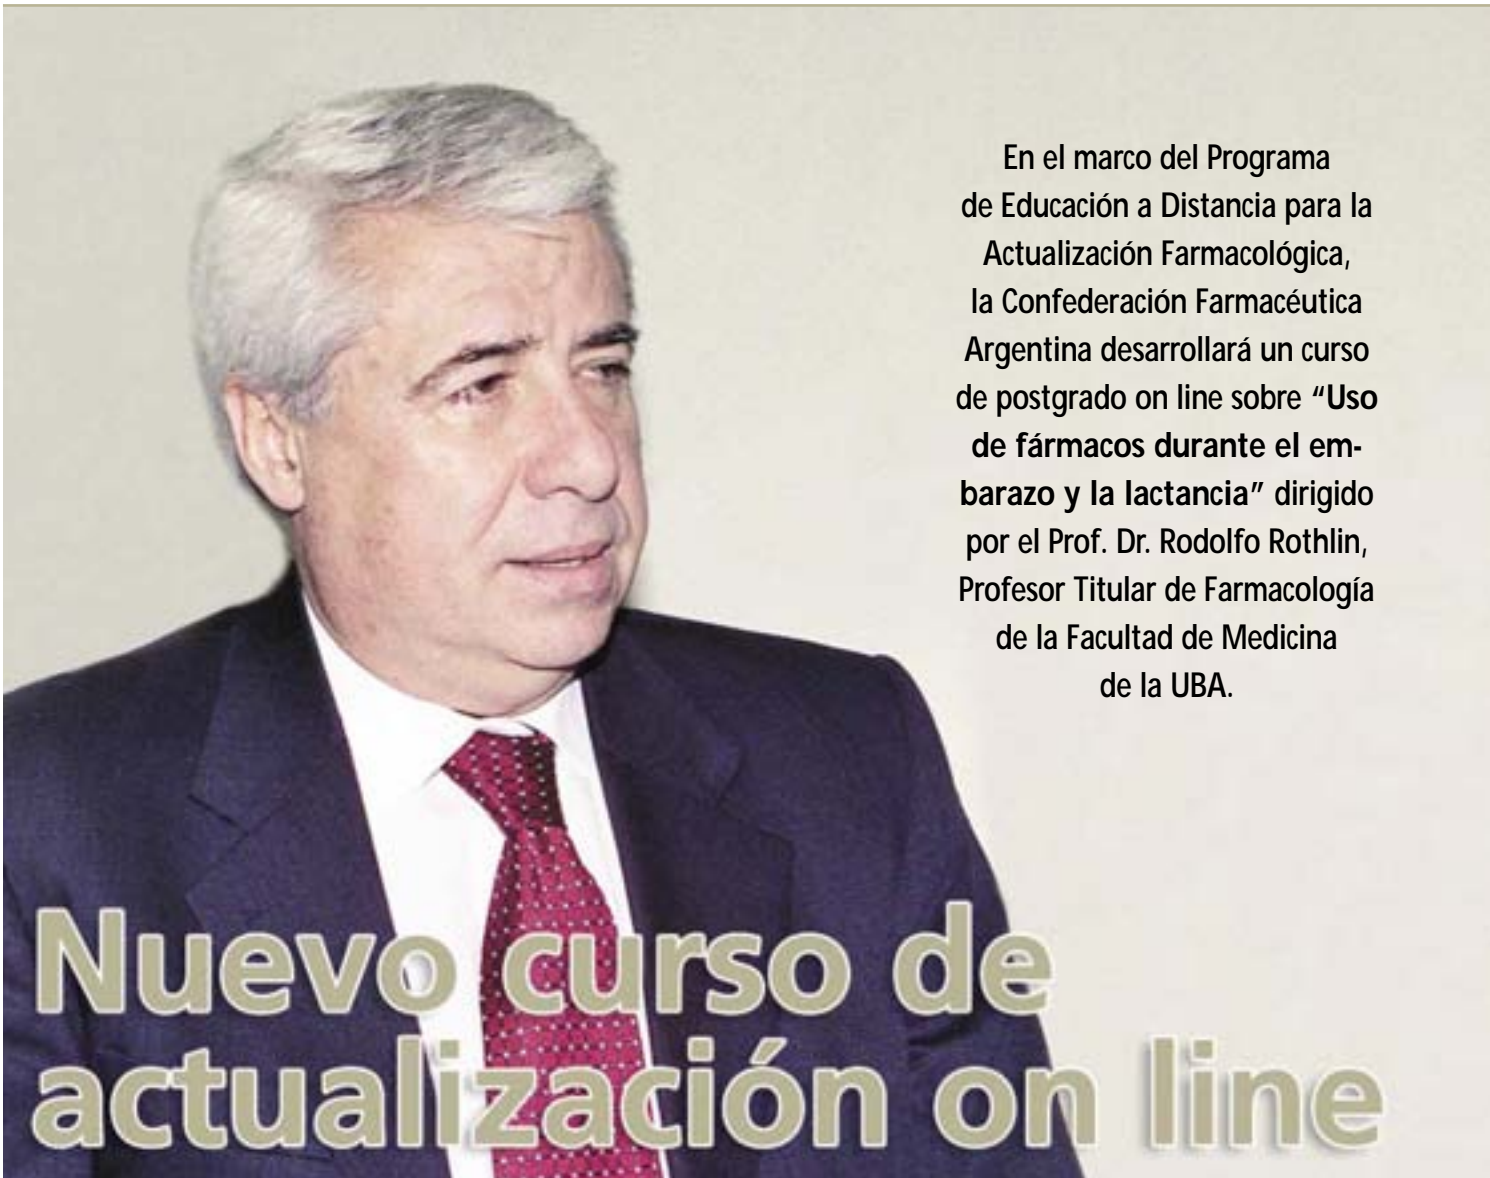 En el marco del Programa
de Educación a Distancia para la
Actualización Farmacológica,
la Confederación Farmacéutica
Argentina desarrollará un curso
de postgrado on line sobre “Uso
de fármacos durante el em-
barazo y la lactancia” dirigido
por el Prof. Dr. Rodolfo Rothlin,
Profesor Titular de Farmacología
de la Facultad de Medicina
de la UBA.
Nuevo curso de
actualización on line